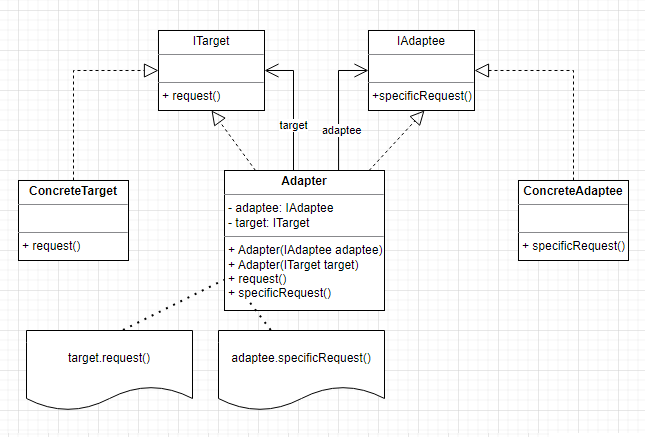 ITarget
+ request()
IAdaptee
+specificRequest()
target
adaptee
ConcreteTarget
+ request()
Adapter
- adaptee: IAdaptee
- target: ITarget
+ Adapter(IAdaptee adaptee)
+ Adapter(ITarget target)
+ request()
+ specificRequest()
ConcreteAdaptee
+ specificRequest()
target.request()
adaptee.specificRequest()